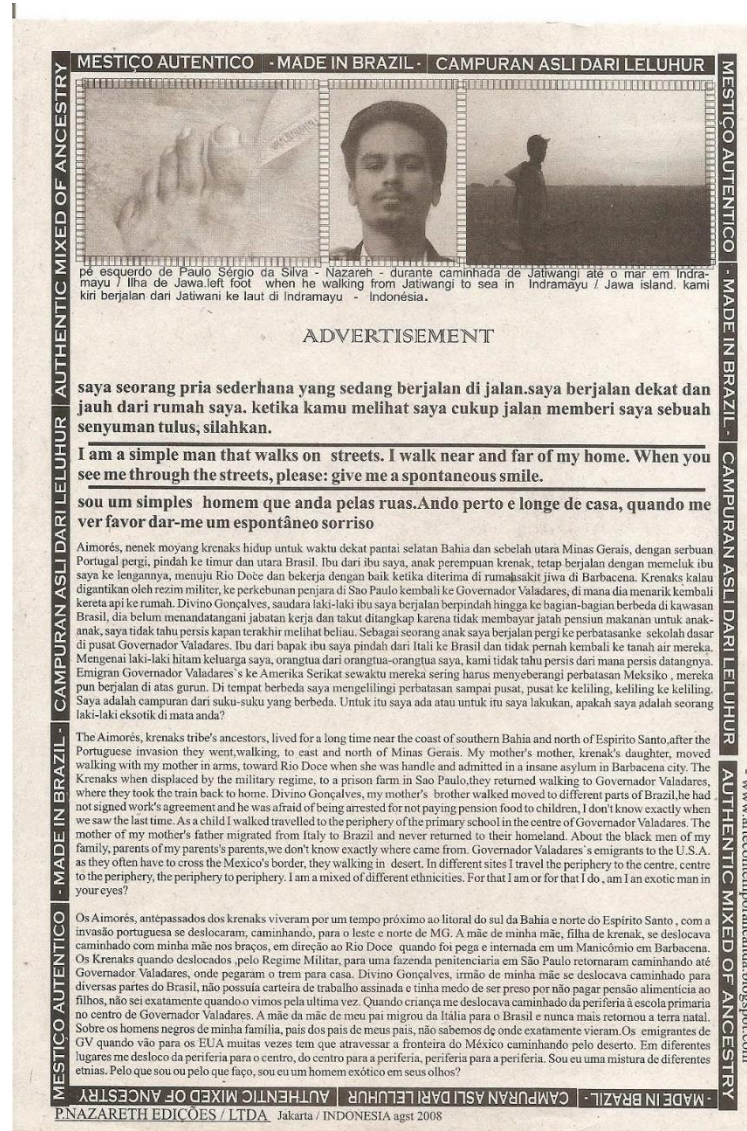 MESTIÇO AUTENTICO - MADE IN BRAZIL - CAMPURAN ASLI DARI LELUHUR
MESTIÇO AUTENTICO - MADE IN BRAZIL - CAMPURAN ASLI DARI LELUHUR AUTHENTIC MIXED OF ANCESTRY
pé esquerdo de Paulo Sérgio da Silva - Nazareh - durante caminhada de Jatiwangi até o mar em Indra-
mayu / Ilha de Jawa.left foot when he walking from Jatiwangi to sea in Indramayu / Jawa island. kami
kiri berjalan dari Jatiwani ke laut di Indramayu - Indonésia.
ADVERTISEMENT
saya seorang pria sederhana yang sedang berjalan di jalan.saya berjalan dekat dan
jauh dari rumah saya. ketika kamu melihat saya cukup jalan memberi saya sebuah
senyuman tulus, silahkan.
I am a simple man that walks on streets. I walk near and far of my home. When you
see me through the streets, please: give me a spontaneous smile.
sou um simples homem que anda pelas ruas.Ando perto e longe de casa, quando me
ver favor dar-me um espontâneo sorriso
Aimorés, nenek moyang krenaks hidup untuk waktu dekat pantai selatan Bahia dan sebelah utara Minas Gerais, dengan serbuan
Portugal pergi, pindah ke timur dan utara Brasil. Ibu dari ibu saya, anak perempuan krenak, tetap berjalan dengan memeluk ibu
saya ke lengannya, menuju Rio Doce dan bekerja dengan baik ketika diterima di rumahsakit jiwa di Barbacena. Krenaks kalau
digantikan oleh rezim militer, ke perkebunan penjara di Sao Paulo kembali ke Governador Valadares, di mana dia menarik kembali
kereta api ke rumah. Divino Gonçalves, saudara laki-laki ibu saya berjalan berpindah hingga ke bagian-bagian berbeda di kawasan
Brasil, dia belum menandatangani jabatan kerja dan takut ditangkap karena tidak membayar jatah pensiun makanan untuk anak-
anak, saya tidak tahu persis kapan terakhir melihat beliau. Sebagai seorang anak saya berjalan pergi ke perbatasanke sekolah dasar
di pusat Governador Valadares. Ibu dari bapak ibu saya pindah dari Itali ke Brasil dan tidak pernah kembali ke tanah air mereka.
Mengenai laki-laki hitam keluarga saya, orangtua dari orangtua-orangtua saya, kami tidak tahu persis dari mana persis datangnya.
Emigran Governador Valadares`s ke Amerika Serikat sewaktu mereka sering harus menyeberangi perbatasan Meksiko , mereka
pun berjalan di atas gurun. Di tempat berbeda saya mengelilingi perbatasan sampai pusat, pusat ke keliling, keliling ke keliling.
Saya adalah campuran dari suku-suku yang berbeda. Untuk itu saya ada atau untuk itu saya lakukan, apakah saya adalah seorang
laki-laki eksotik di mata anda?
The Aimorés, krenaks tribe's ancestors, lived for a long time near the coast of southern Bahia and north of Espirito Santo,after the
Portuguese invasion they went,walking, to east and north of Minas Gerais. My mother's mother, krenak's daughter, moved
walking with my mother in arms, toward Rio Doce when she was handle and admitted in a insane asylum in Barbacena city. The
Krenaks when displaced by the military regime, to a prison farm in Sao Paulo,they returned walking to Governador Valadares,
where they took the train back to home. Divino Gonçalves, my mother's brother walked moved to different parts of Brazil,he had
not signed work's agreement and he was afraid of being arrested for not paying pension food to children, I don't know exactly when
we saw the last time. As a child I walked travelled to the periphery of the primary school in the centre of Governador Valadares. The
mother of my mother's father migrated from Italy to Brazil and never returned to their homeland. About the black men of my
family, parents of my parents's parents,we don't know exactly where came from. Governador Valadares`s emigrants to the U.S.A.
as they often have to cross the Mexico's border, they walking in desert. In different sites I travel the periphery to the centre, centre
to the periphery, the periphery to periphery. I am a mixed of different ethnicities. For that I am or for that I do , am I an exotic man in
your eyes?
Os Aimorés, antepassados dos krenaks viveram por um tempo próximo ao litoral do sul da Bahia e norte do Espírito Santo , com a
invasão portuguesa se deslocaram, caminhando, para o leste e norte de MG. A mãe de minha mãe, filha de krenak, se deslocava
caminhado com minha mãe nos braços, em direção ao Rio Doce quando foi pega e internada em um Manicômio em Barbacena.
Os Krenaks quando deslocados ,pelo Regime Militar, para uma fazenda penitenciaria em São Paulo retornaram caminhando até
Governador Valadares, onde pegaram o trem para casa. Divino Gonçalves, irmão de minha mãe se deslocava caminhado para
diversas partes do Brasil, não possuía carteira de trabalho assinada e tinha medo de ser preso por não pagar pensão alimentícia ao
filhos, não sei exatamente quando o vimos pela ultima vez. Quando criança me deslocava caminhado da periferia à escola primaria
no centro de Governador Valadares. A mãe da mãe de meu pai migrou da Itália para o Brasil e nunca mais retornou a terra natal.
Sobre os homens negros de minha família, pais dos pais de meus pais, não sabemos de onde exatamente vieram.Os emigrantes de
GV quando vão para os EUA muitas vezes tem que atravessar a fronteira do México caminhando pelo deserto. Em diferentes
lugares me desloco da periferia para o centro, do centro para a periferia, periferia para a periferia. Sou eu uma mistura de diferentes
etnias. Pelo que sou ou pelo que faço, sou eu um homem exótico em seus olhos?
- MADE IN BRAZIL - CAMPURAN ASLI DARI LELUHUR AUTHENTIC MIXED OF ANCESTRY
MESTIÇO AUTENTICO - MADE IN BRAZIL - CAMPURAN ASLI DARI LELUHUR AUTHENTIC MIXED OF ANCESTRY
P.NAZARETH EDIÇÕES / LTDA Jakarta / INDONESIA agst 2008